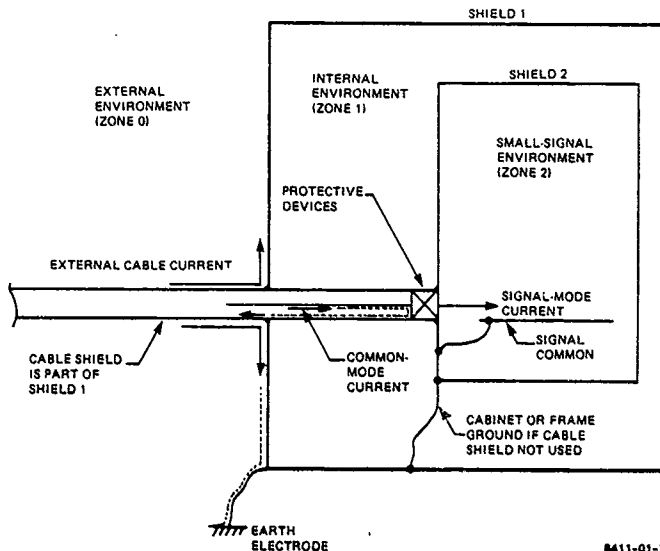 SHIELD 1
EXTERNAL
ENVIRONMENT
(ZONE 0)
INTERNAL
ENVIRONMENT
(ZONE 1)
SHIELD 2
SMALL-SIGNAL
ENVIRONMENT
(ZONE 2)
PROTECTIVE
DEVICES
EXTERNAL CABLE CURRENT
SIGNAL-MODE
CURRENT
SIGNAL
COMMON
CABLE SHIELD
IS PART OF
SHIELD 1
COMMON-
MODE
CURRENT
CABINET OR FRAME
GROUND IF CABLE
SHIELD NOT USED
EARTH
ELECTRODE